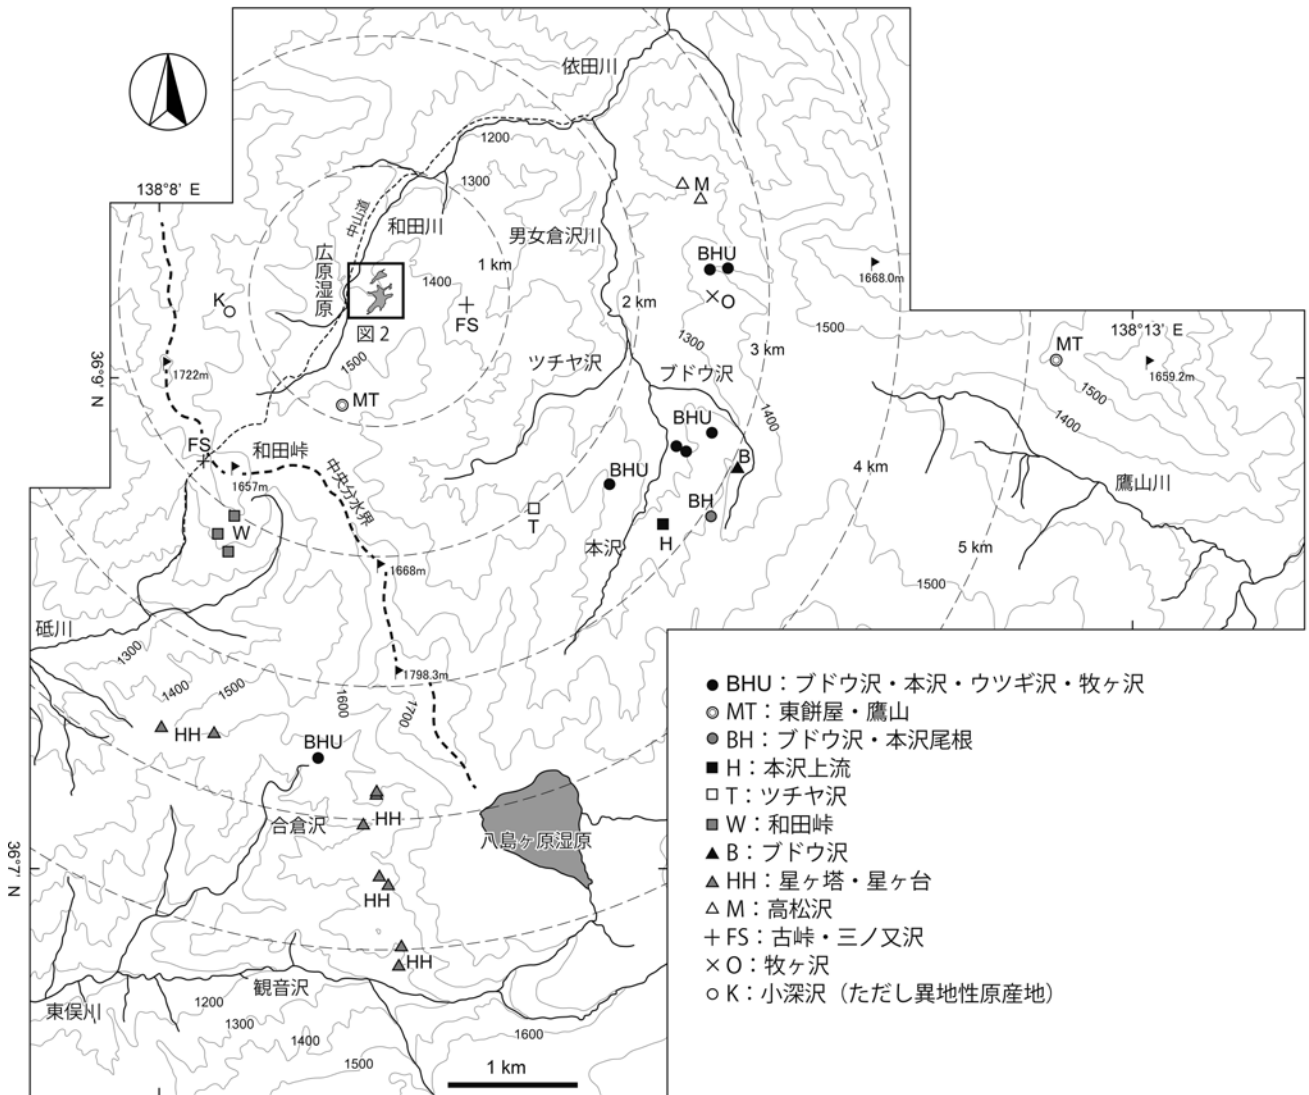 依田川
1200
138°8' E
1300
M
中山道
和田川
男女倉沢川
BHU
広原湿原
1 km
1668.0m
K
1400
2 km
O
FS
138°13' E
図 2
1300
1500
3 km
MT
36°9' N
1722m
1500
ツチヤ沢
ブドウ沢
1659.2m
1500
MT
1400
1400
BHU
FS
和田峠
B
中央分水界
BHU
4 km
1657m
鷹山川
BH
W
T
H
本沢
5 km
1668m
1500
砥川
1300
1798.3m
1400
1500
1600
1700
HH
BHU
合倉沢
HH
八島ヶ原湿原
36°7' N
HH
HH
観音沢
東俣川
1200
1300
1400
1500
1600
1 km
BHU：ブドウ沢・本沢・ウツギ沢・牧ヶ沢
MT：東餅屋・鷹山
BH：ブドウ沢・本沢尾根
H：本沢上流
T：ツチヤ沢
W：和田峠
B：ブドウ沢
HH：星ヶ塔・星ヶ台
M：高松沢
FS：古峠・三ノ又沢
O：牧ヶ沢
K：小深沢（ただし異地性原産地）